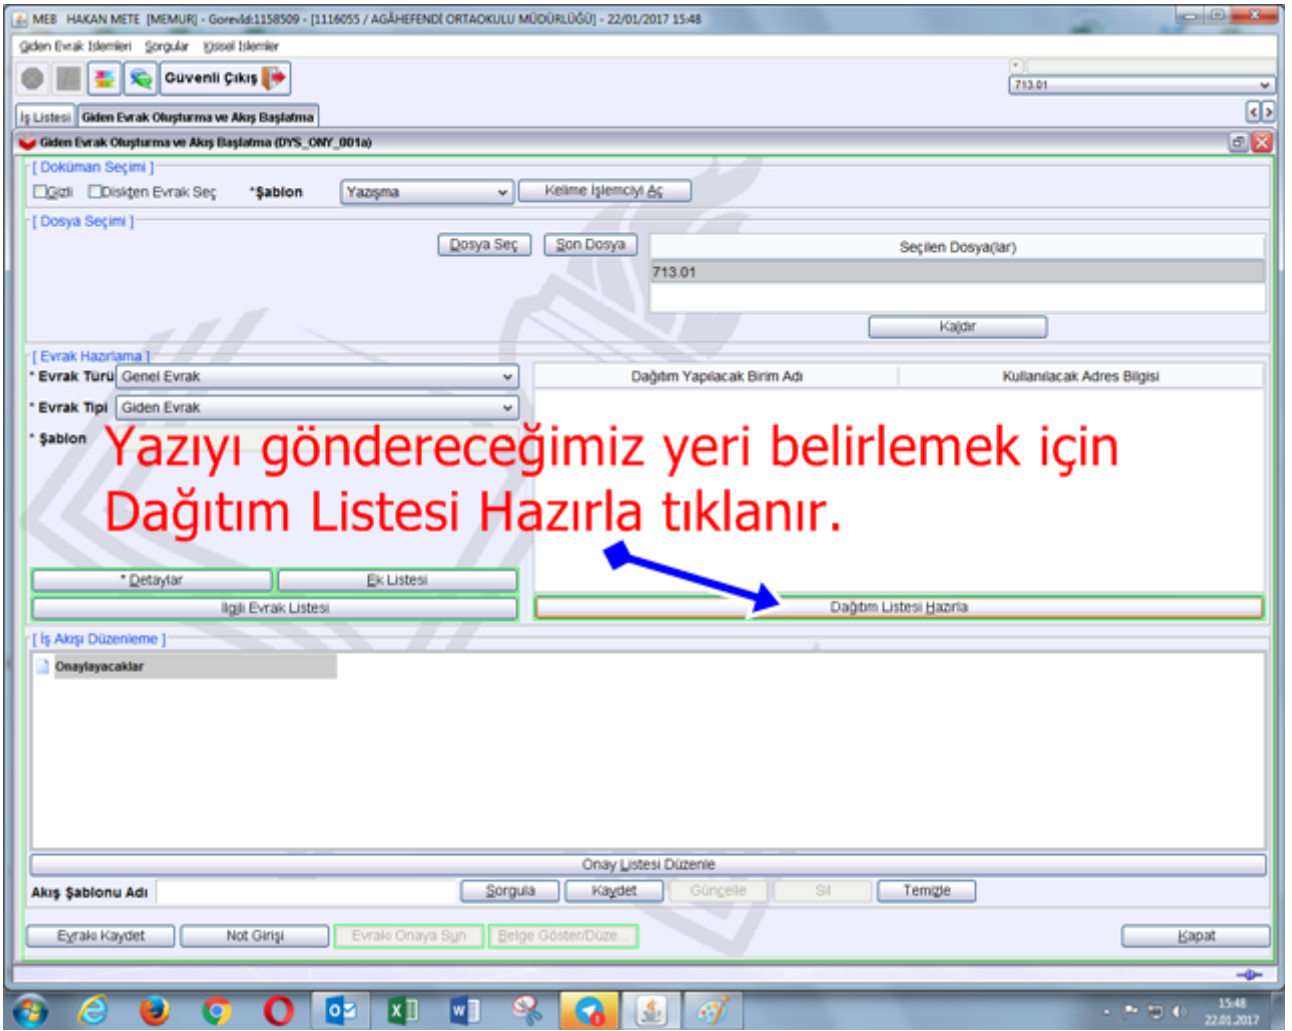 MEB HAKAN METE [MEMUR] - GorevId:1158509 - [1116055 / AGÂHEFENDİ ORTAOKULU MÜDÜRLÜĞÜ] - 22/01/2017 15:48
Giden Evrak İşlemleri Sorgular Kişisel İşlemler
Güvenli Çıkış
713.01
İş Listesi Giden Evrak Oluşturma ve Akış Başlatma
Giden Evrak Oluşturma ve Akış Başlatma (DYS_ONY_001a)
[ Doküman Seçimi ]
Gizli Diskten Evrak Seç *Şablon Yazışma Kelime İşlemciyi Aç
[ Dosya Seçimi ]
Dosya Seç Son Dosya Seçilen Dosya(lar)
713.01
Kaldır
[ Evrak Hazırlama ]
* Evrak Türü Genel Evrak Dağıtım Yapılacak Birim Adı Kullanılacak Adres Bilgisi
* Evrak Tipi Giden Evrak
* Şablon
Yazıyı göndereceğimiz yeri belirlemek için
Dağıtım Listesi Hazırla tıklanır.
* Detaylar Ek Listesi
İlgili Evrak Listesi Dağıtım Listesi Hazırla
[ İş Akışı Düzenleme ]
Onaylayacaklar
Onay Listesi Düzenle
Akış Şablonu Adı Sorgula Kaydet Güncelle Sil Temizle
Evrakı Kaydet Not Girişi Evrakı Onaya Sun Belge Göster/Düze... Kapat
15:48
22.01.2017